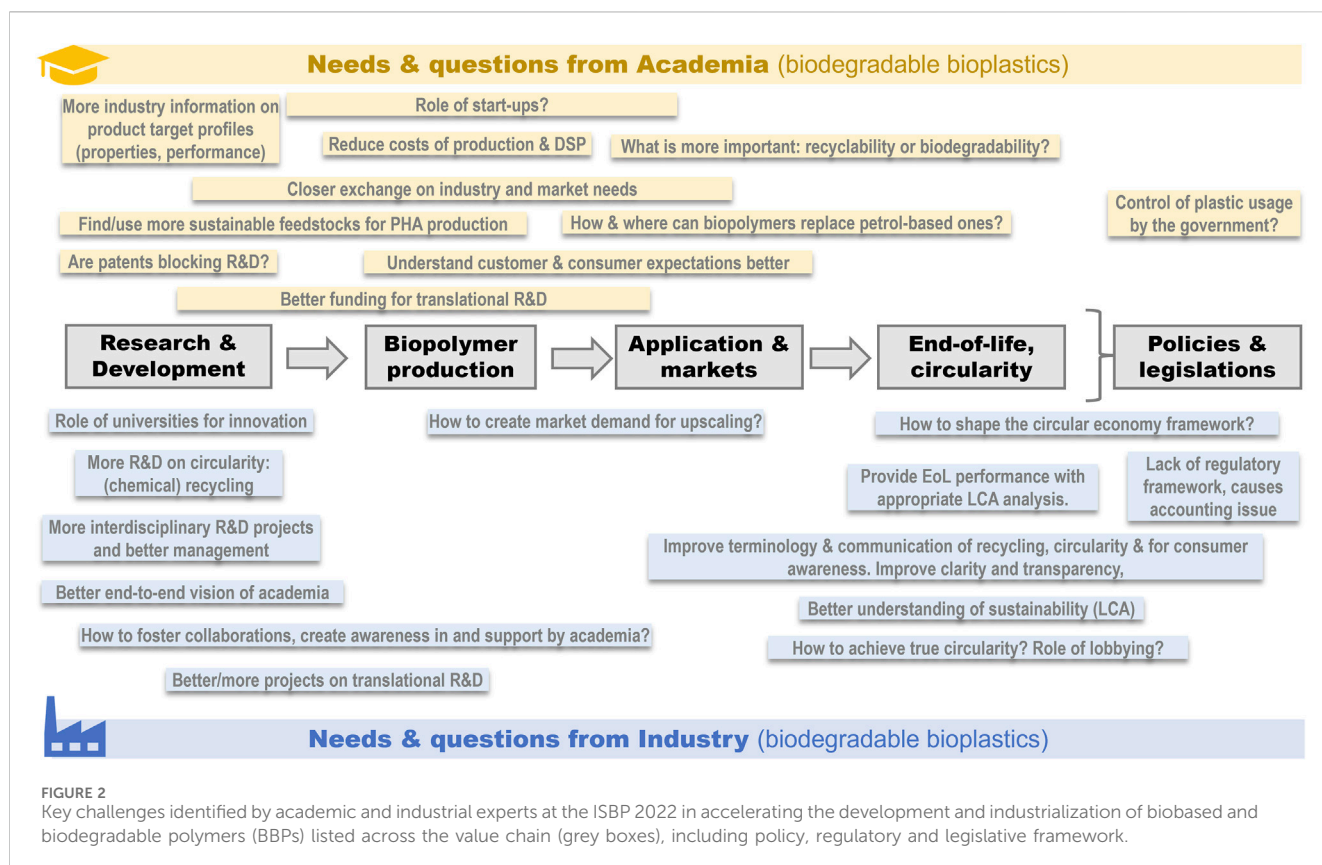 Needs & questions from Academia (biodegradable bioplastics)
More industry information on
product target profiles
(properties, performance)
Role of start-ups?
Reduce costs of production & DSP
What is more important: recyclability or biodegradability?
Closer exchange on industry and market needs
Control of plastic usage
by the government?
Find/use more sustainable feedstocks for PHA production
How & where can biopolymers replace petrol-based ones?
Are patents blocking R&D?
Understand customer & consumer expectations better
Better funding for translational R&D
Research &
Development
Biopolymer
production
Application &
markets
End-of-life,
circularity
Policies &
legislations
Role of universities for innovation
How to create market demand for upscaling?
How to shape the circular economy framework?
More R&D on circularity:
(chemical) recycling
Provide EoL performance with
appropriate LCA analysis.
Lack of regulatory
framework, causes
accounting issue
More interdisciplinary R&D projects
and better management
Improve terminology & communication of recycling, circularity & for consumer
awareness. Improve clarity and transparency,
Better end-to-end vision of academia
Better understanding of sustainability (LCA)
How to foster collaborations, create awareness in and support by academia?
How to achieve true circularity? Role of lobbying?
Better/more projects on translational R&D
Needs & questions from Industry (biodegradable bioplastics)
FIGURE 2
Key challenges identified by academic and industrial experts at the ISBP 2022 in accelerating the development and industrialization of biobased and
biodegradable polymers (BBPs) listed across the value chain (grey boxes), including policy, regulatory and legislative framework.